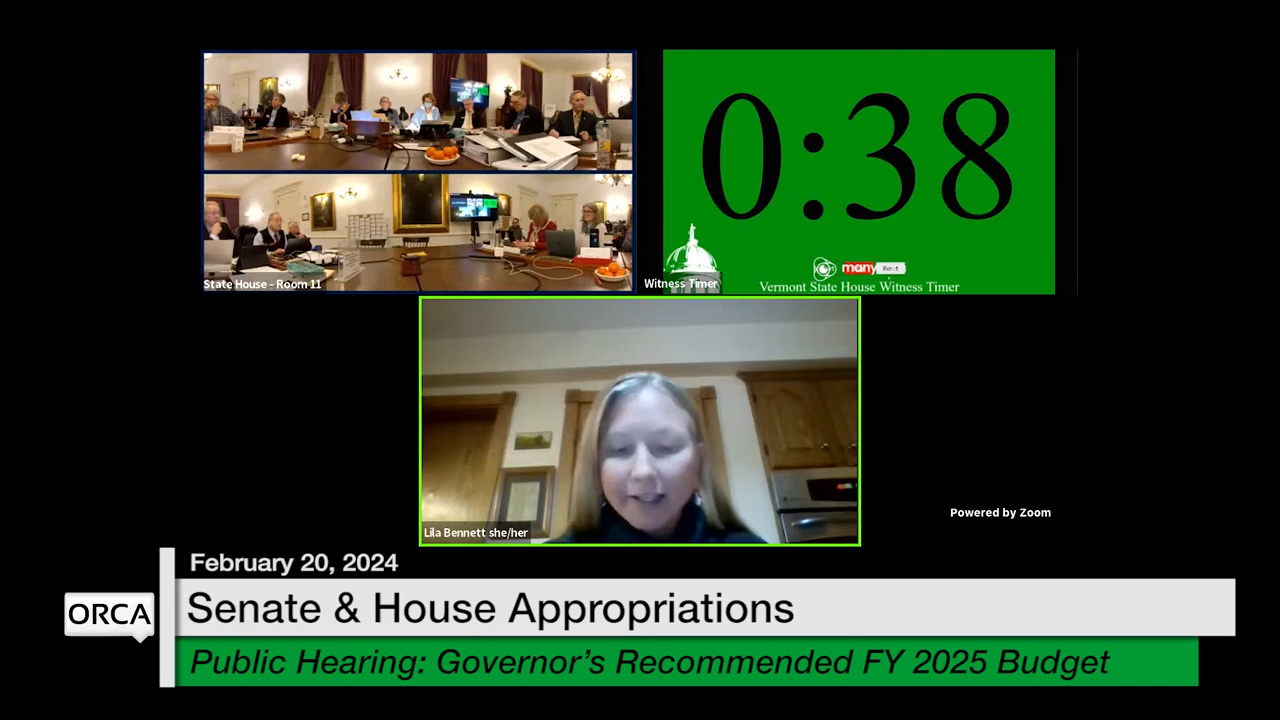 0:38
many
State House - Room 11
Witness Timer
Vermont State House Witness Timer
Lila Bennett she/her
Powered by Zoom
February 20, 2024
ORCA
Senate & House Appropriations
Public Hearing: Governor's Recommended FY 2025 Budget